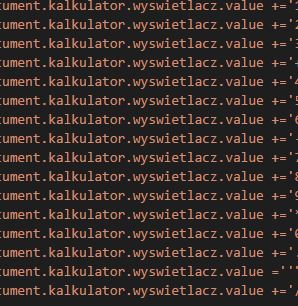 ument.kalkulator.wyswietlacz.value +='
ument.kalkulator.wyswietlacz.value +='2
ument.kalkulator.wyswietlacz.value +='3
ument.kalkulator.wyswietlacz.value +='
ument.kalkulator.wyswietlacz.value +='4
ument.kalkulator.wyswietlacz.value +='5
ument.kalkulator.wyswietlacz.value +='6
ument.kalkulator.wyswietlacz.value +='
ument.kalkulator.wyswietlacz.value +='7
ument.kalkulator.wyswietlacz.value +='8
ument.kalkulator.wyswietlacz.value +='9
ument.kalkulator.wyswietlacz.value +='
ument.kalkulator.wyswietlacz.value +='0
ument.kalkulator.wyswietlacz.value +='
ument.kalkulator.wyswietlacz.value =''
ument.kalkulator.wyswietlacz.value +='/